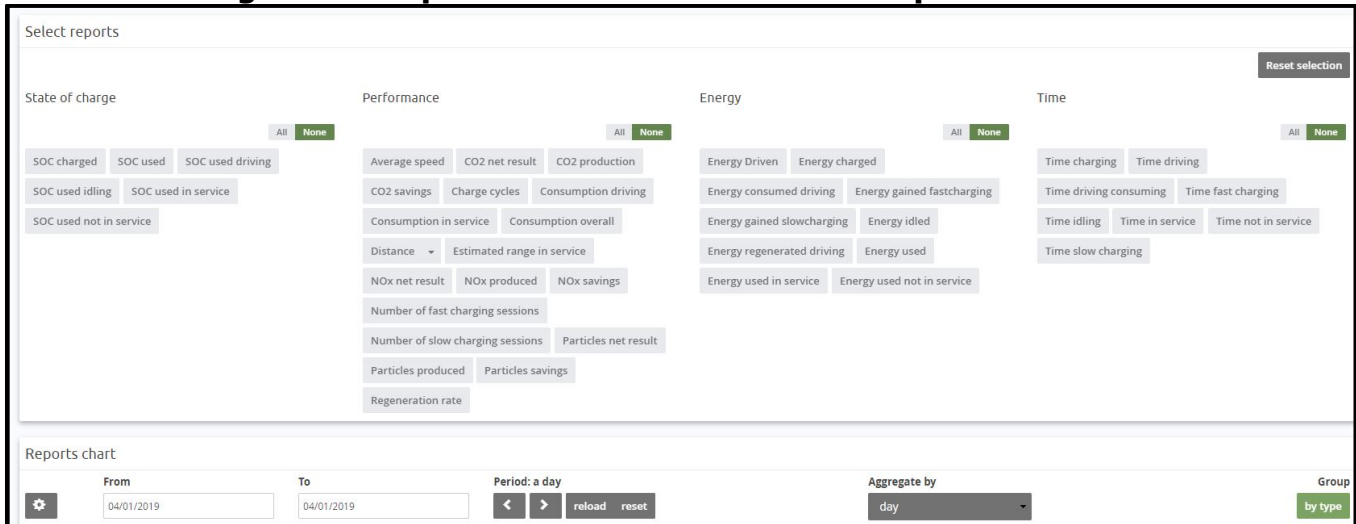 Select reports
Reset selection
State of charge
All None
SOC charged SOC used SOC used driving
SOC used idling SOC used in service
SOC used not in service
Performance
All None
Average speed CO2 net result CO2 production
CO2 savings Charge cycles Consumption driving
Consumption in service Consumption overall
Distance Estimated range in service
NOx net result NOx produced NOx savings
Number of fast charging sessions
Number of slow charging sessions Particles net result
Particles produced Particles savings
Regeneration rate
Energy
All None
Energy Driven Energy charged
Energy consumed driving Energy gained fastcharging
Energy gained slowcharging Energy idled
Energy regenerated driving Energy used
Energy used in service Energy used not in service
Time
All None
Time charging Time driving
Time driving consuming Time fast charging
Time idling Time in service Time not in service
Time slow charging
Reports chart
From To Period: a day Aggregate by Group
04/01/2019 04/01/2019 < > reload reset day by type